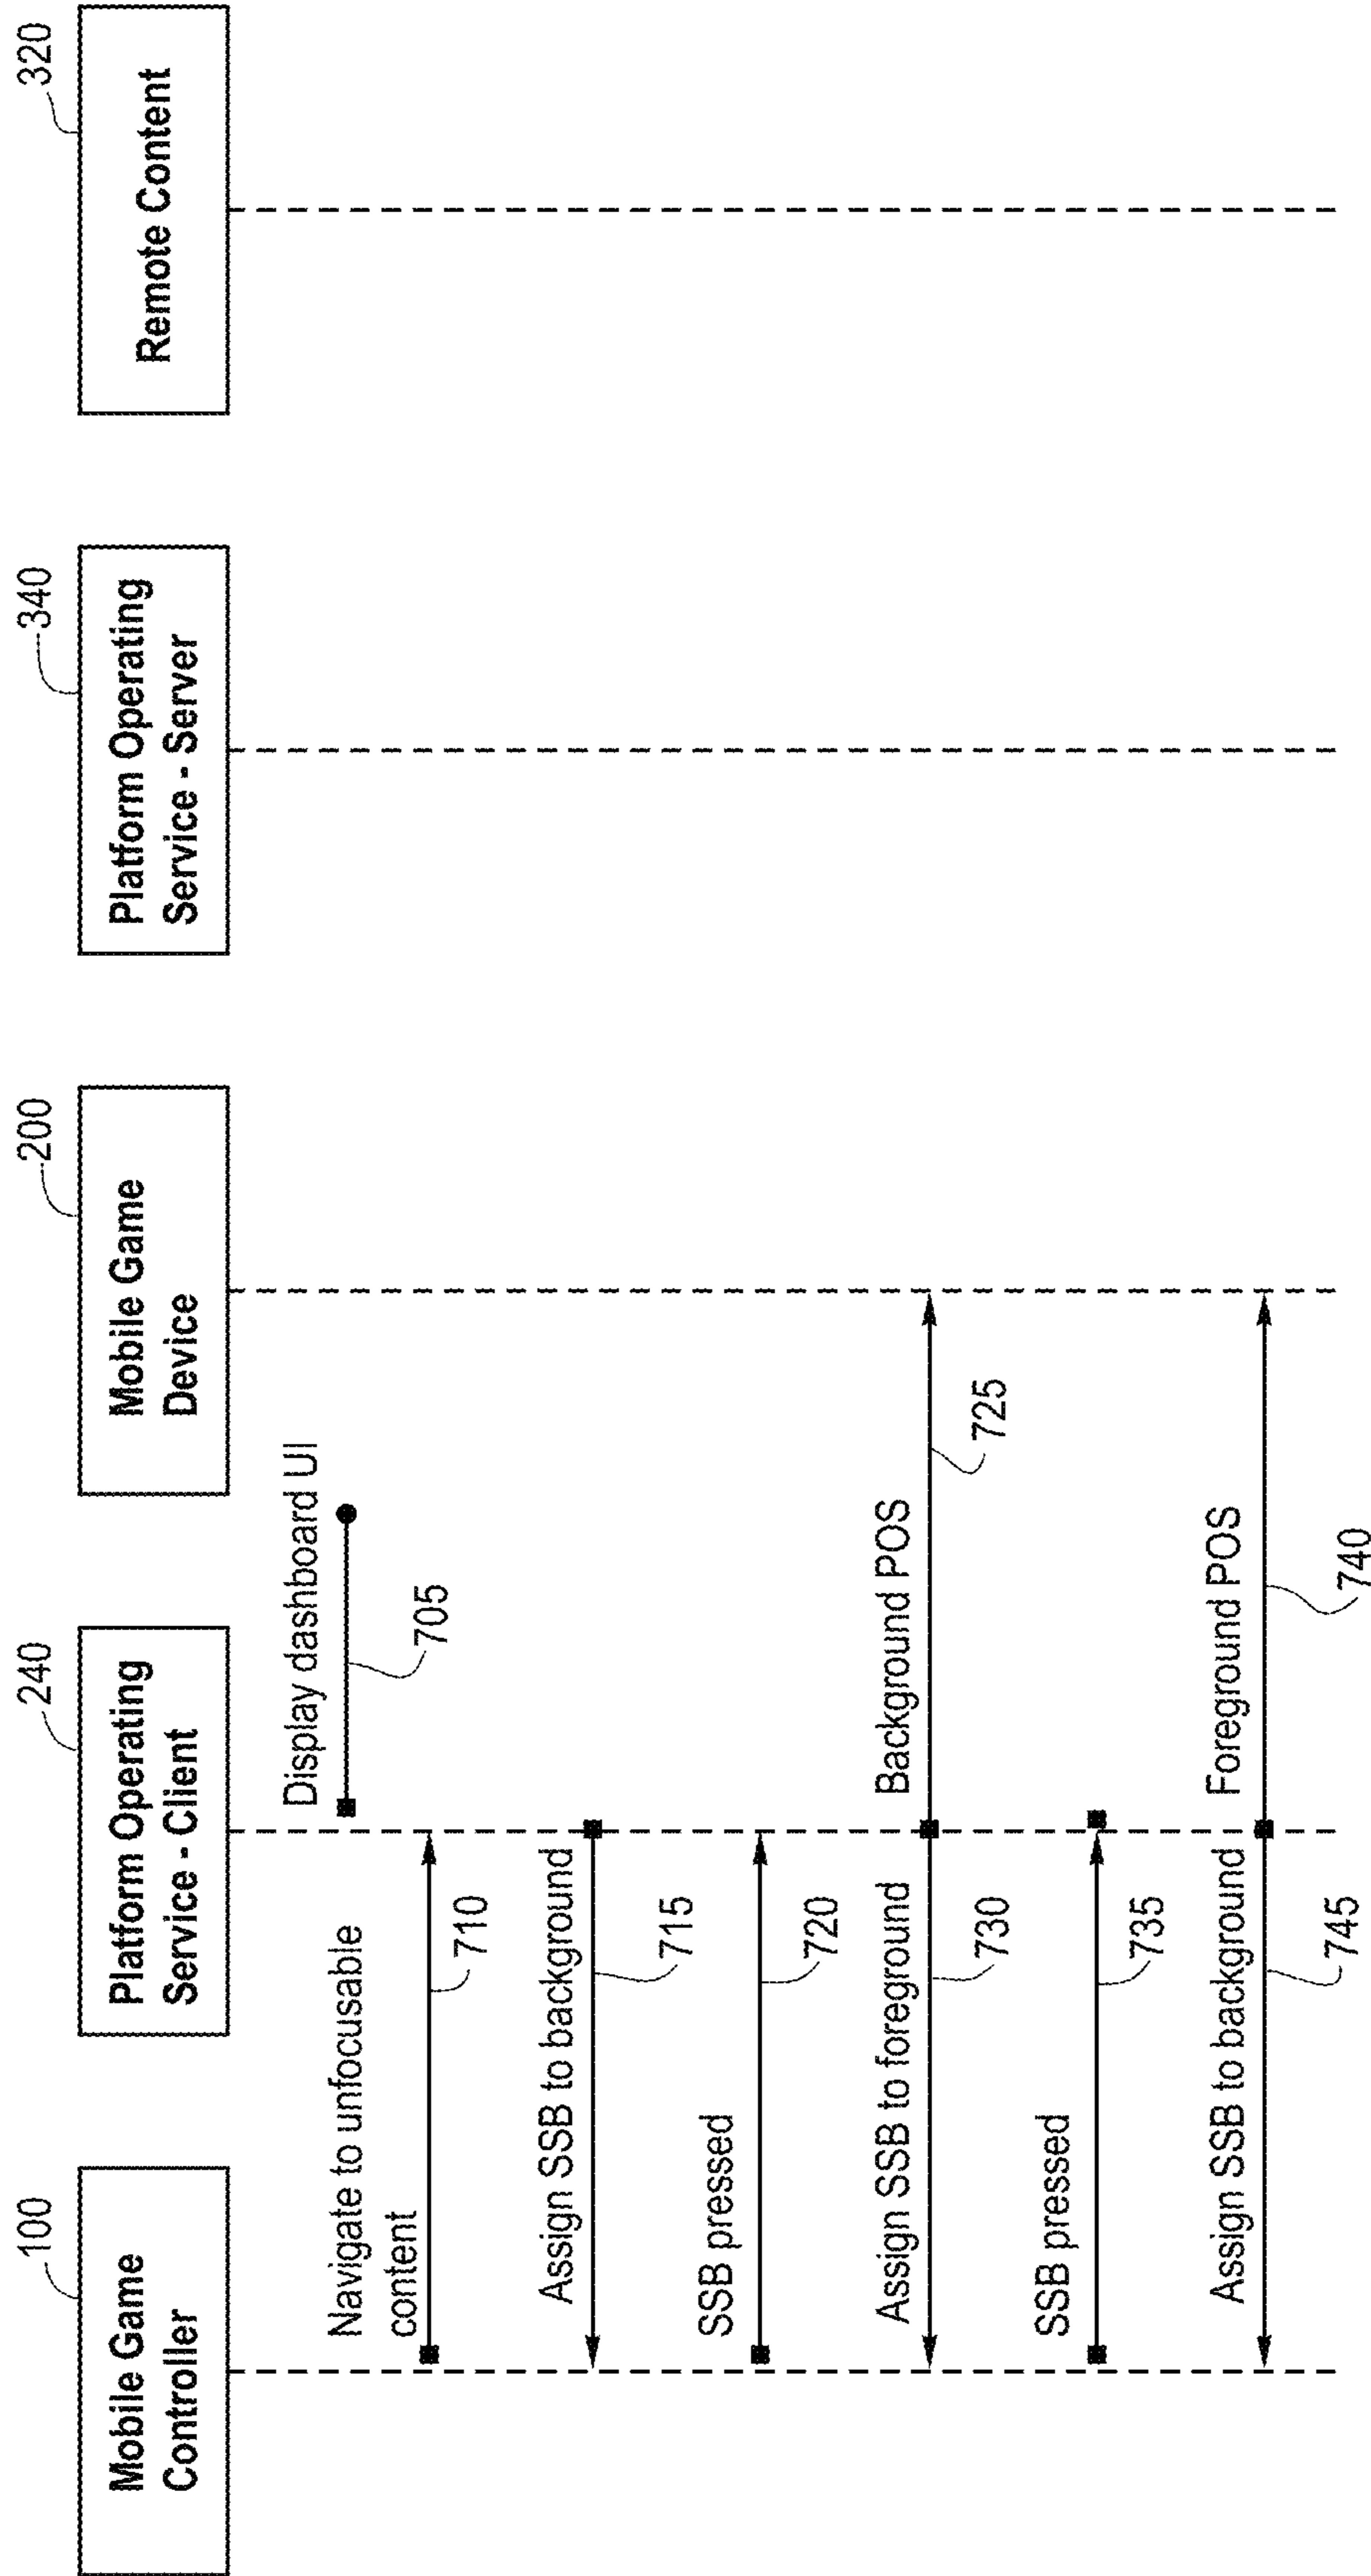 100
Mobile Game
Controller
240
Platform Operating
Service - Client
200
Mobile Game
Device
340
Platform Operating
Service - Server
320
Remote Content
Display dashboard UI
705
Navigate to unfocusable
content
710
Assign SSB to background
715
SSB pressed
720
Assign SSB to foreground
730
Background POS
725
SSB pressed
735
Assign SSB to background
745
Foreground POS
740